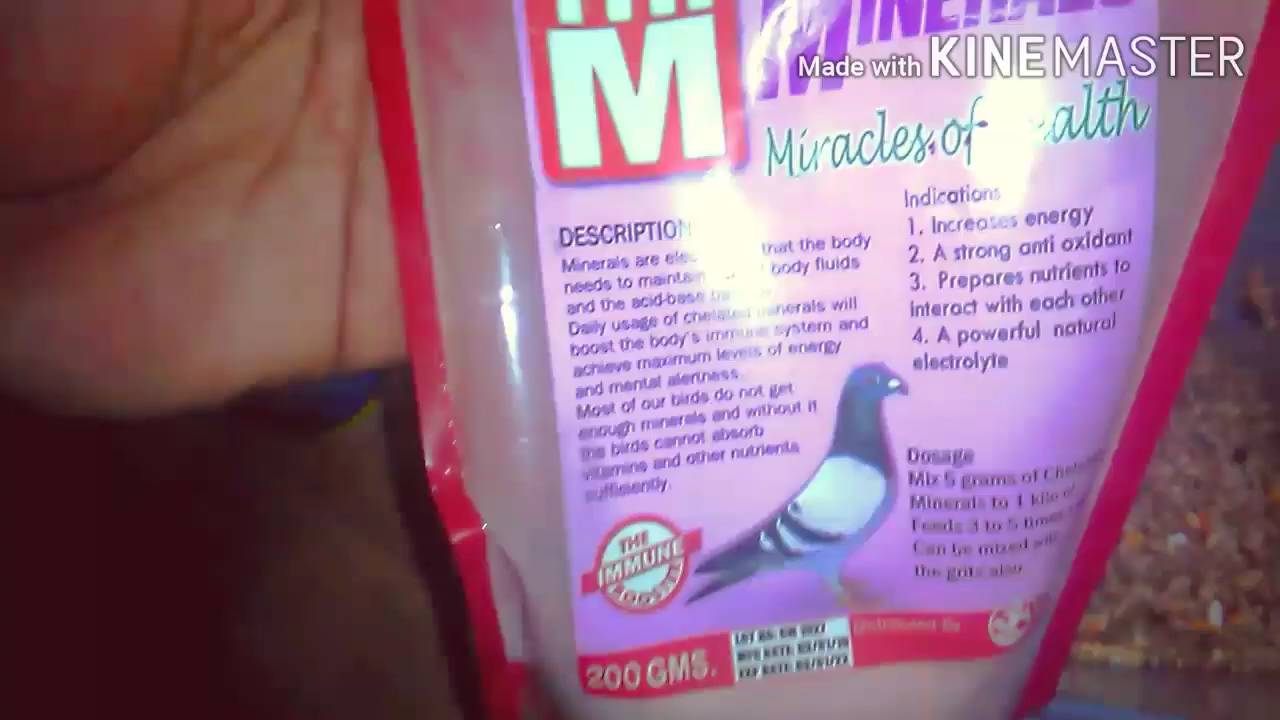 MINERALS
Made with KINEMASTER
M
Miracles of
DESCRIPTION
Minerals are that the body
needs to maintain body fluids
and the acid-base
Daily usage of chelated minerals will
boost the body's immune system and
achieve maximum levels of energy
and mental alertness.
Most of our birds do not get
enough minerals and without it
the birds cannot absorb
vitamins and other nutrients
sufficiently.
Indications
1. Increases energy
2. A strong anti oxidant
3. Prepares nutrients to
interact with each other
4. A powerful natural
electrolyte
Dosage
Mix 5 grams of
Minerals to 1 kilo of
Feeds 3 to 5 times
Can be mixed
the grits also
THE
IMMUNE
BOOSTER
200 GMS.
Distributed By